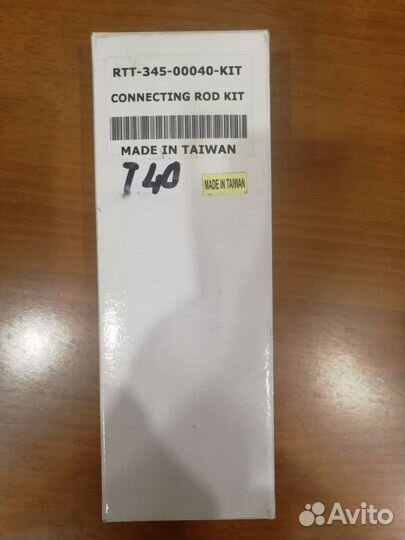 RTT-345-00040-KIT
CONNECTING ROD KIT
MADE IN TAIWAN
T40
MADE IN TAIWAN
Avito